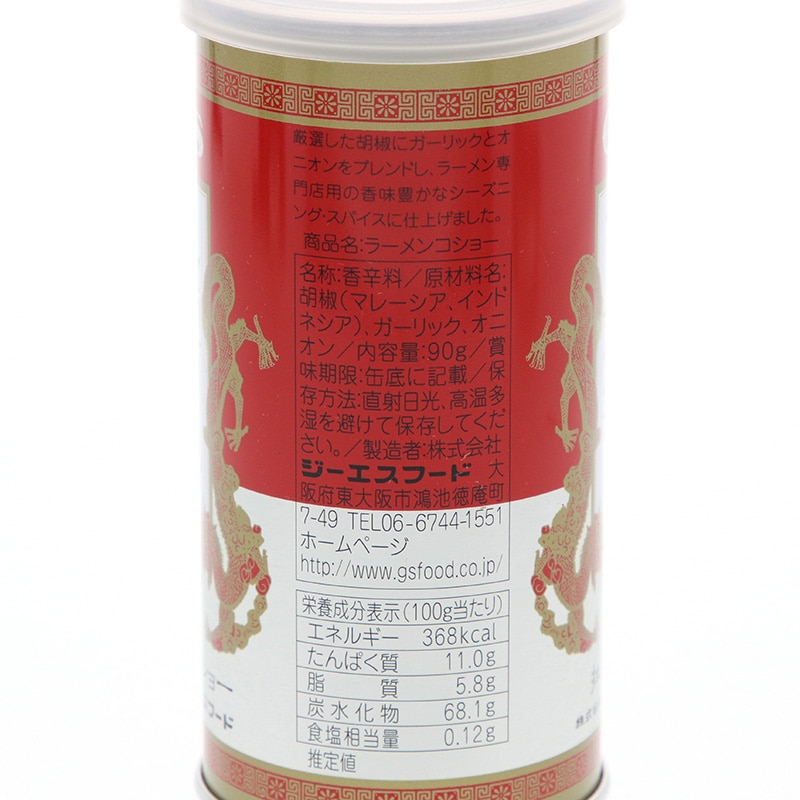 厳選した胡椒にガーリックとオ
ニオンをブレンドし、ラーメン専
門店用の香味豊かなシーズニ
ング・スパイスに仕上げました。
商品名:ラーメンコショー
名称:香辛料／原材料名:
胡椒(マレーシア、インド
ネシア)、ガーリック、オニ
オン／内容量:90g／賞
味期限:缶底に記載／保
存方法:直射日光、高温多
湿を避けて保存してくだ
さい。／製造者:株式会社
ジーエスフード 大
阪府東大阪市鴻池徳庵町
7-49 TEL06-6744-1551
ホームページ
http://www.gsfood.co.jp/
栄養成分表示(100g当たり)
エネルギー 368kcal
たんぱく質 11.0g
脂質 5.8g
炭水化物 68.1g
食塩相当量 0.12g
推定値
ショー
フード
株式